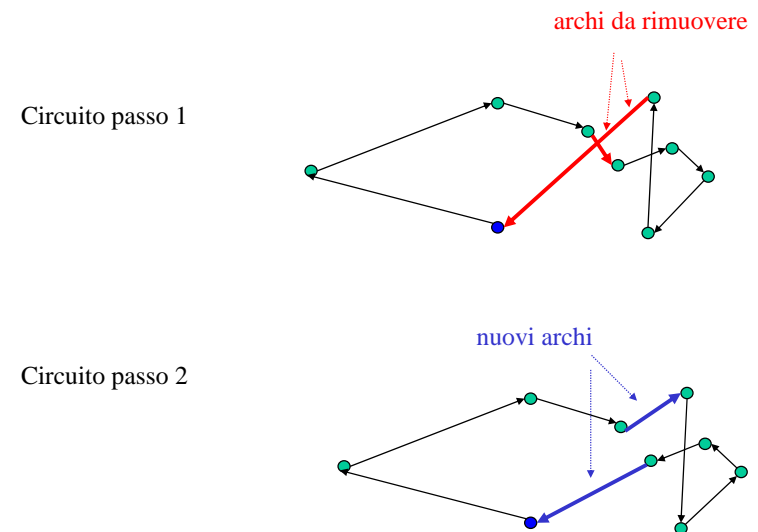 archi da rimuovere
Circuito passo 1
nuovi archi
Circuito passo 2